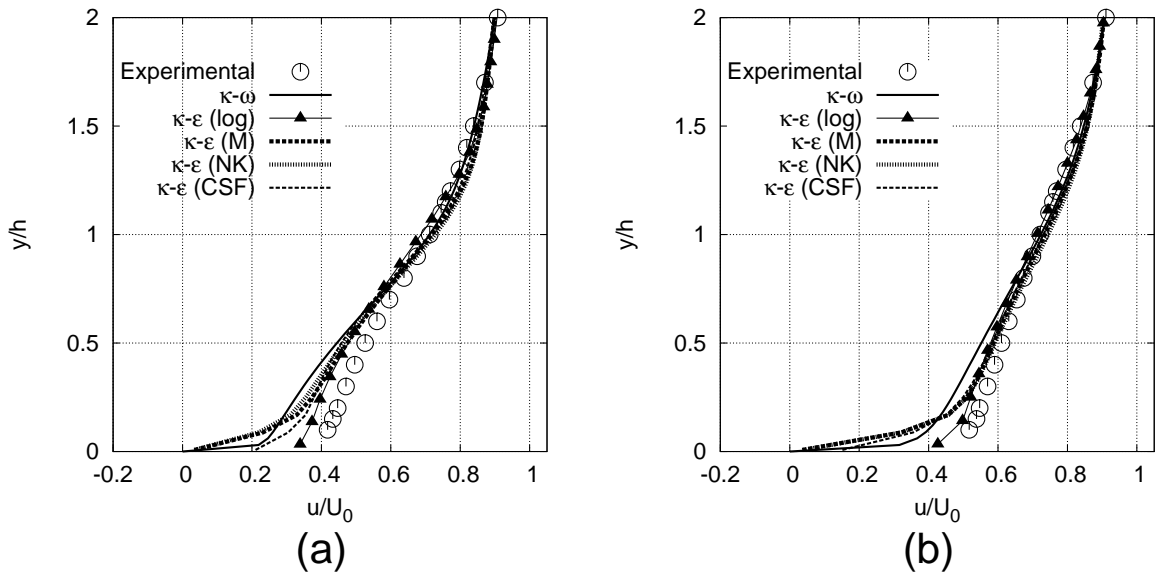 2
1.5
1
0.5
0
y/h
-0.2 0 0.2 0.4 0.6 0.8 1
u/U0
Experimental
κ-ω
κ-ε (log)
κ-ε (M)
κ-ε (NK)
κ-ε (CSF)
(a)
2
1.5
1
0.5
0
y/h
-0.2 0 0.2 0.4 0.6 0.8 1
u/U0
Experimental
κ-ω
κ-ε (log)
κ-ε (M)
κ-ε (NK)
κ-ε (CSF)
(b)